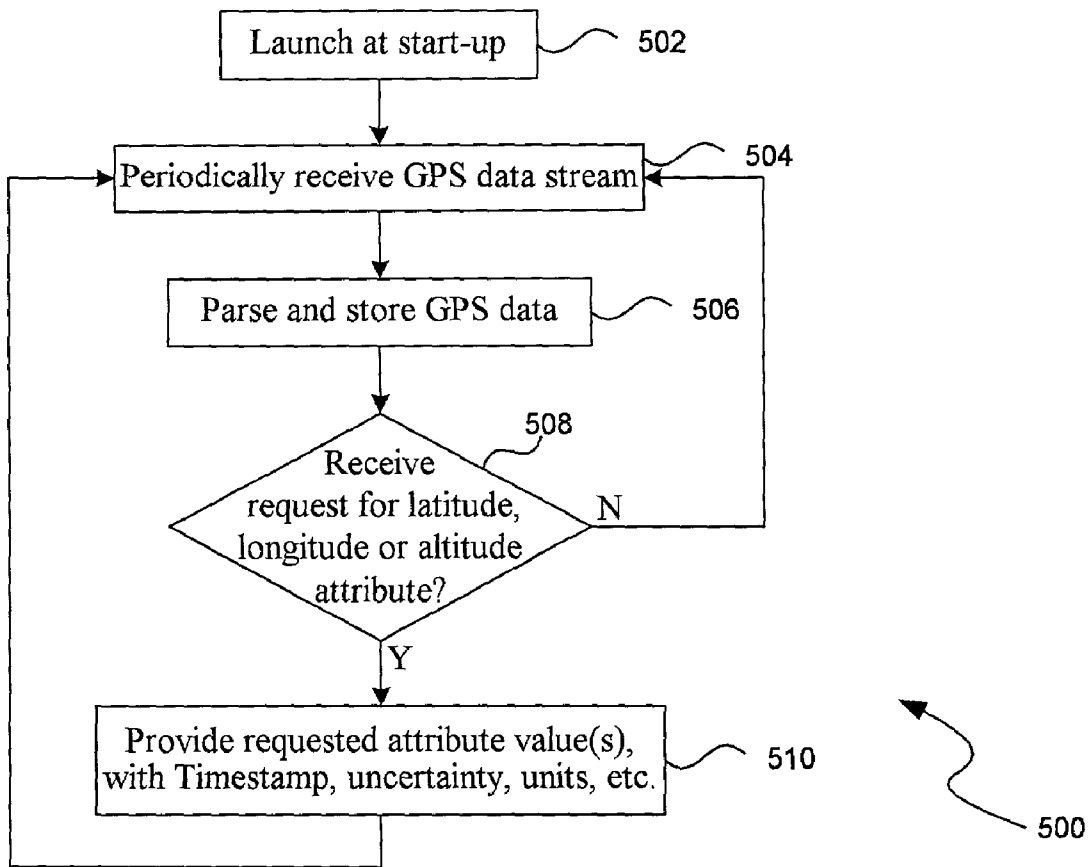 Launch at start-up
502
504
Periodically receive GPS data stream
Parse and store GPS data
506
508
Receive
request for latitude,
longitude or altitude
attribute?
N
Y
Provide requested attribute value(s),
with Timestamp, uncertainty, units, etc.
510
500